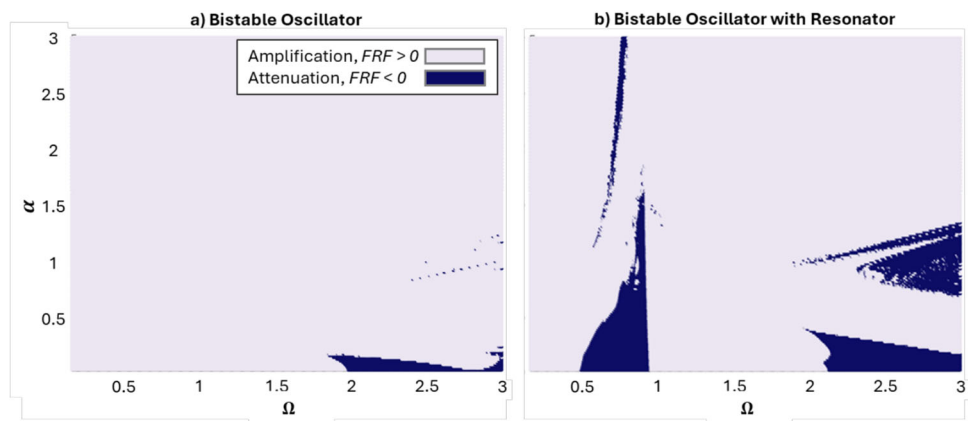 a) Bistable Oscillator
b) Bistable Oscillator with Resonator
Amplification, FRF > 0
Attenuation, FRF < 0
3
2.5
2
1.5
1
0.5
α
0.5
1
1.5
2
2.5
3
Ω
0.5
1
1.5
2
2.5
3
Ω